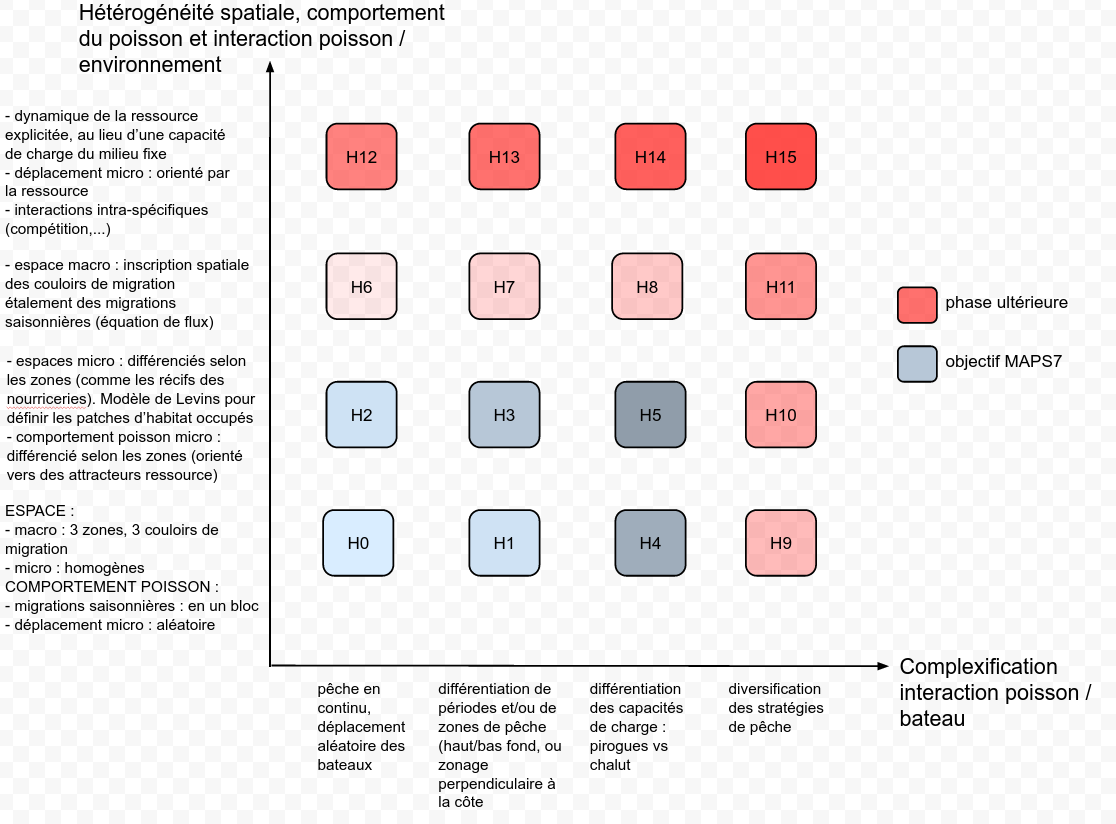 Hétérogénéité spatiale, comportement
du poisson et interaction poisson /
environnement
- dynamique de la ressource
explicitée, au lieu d'une capacité
de charge du milieu fixe
- déplacement micro : orienté par
la ressource
- interactions intra-spécifiques
(compétition,...)
H12
H13
H14
H15
- espace macro : inscription spatiale
des couloirs de migration
étalement des migrations
saisonnières (équation de flux)
H6
H7
H8
H11
phase ultérieure
objectif MAPS7
- espaces micro : différenciés selon
les zones (comme les récifs des
nourriceries). Modèle de Levins pour
définir les patches d'habitat occupés
- comportement poisson micro :
différencié selon les zones (orienté
vers des attracteurs ressource)
H2
H3
H5
H10
ESPACE :
- macro : 3 zones, 3 couloirs de
migration
- micro : homogènes
COMPORTEMENT POISSON :
- migrations saisonnières : en un bloc
- déplacement micro : aléatoire
H0
H1
H4
H9
Complexification
interaction poisson /
bateau
pêche en
continu,
déplacement
aléatoire des
bateaux
différentiation de
périodes et/ou de
zones de pêche
(haut/bas fond, ou
zonage
perpendiculaire à
la côte
différentiation
des capacités
de charge :
pirogues vs
chalut
diversification
des stratégies
de pêche